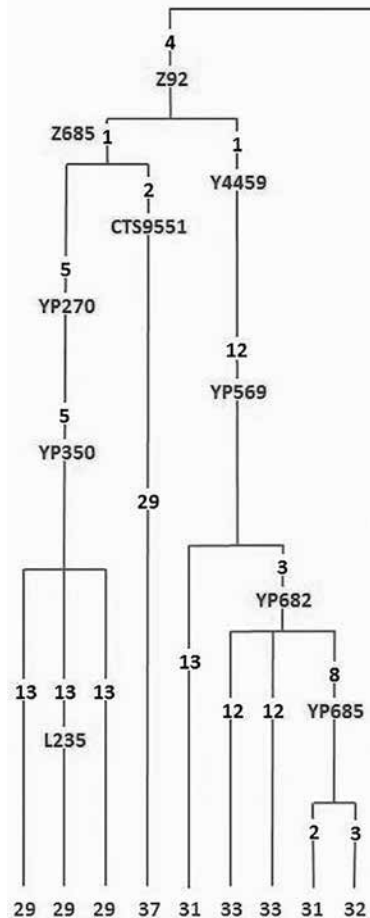 4
Z92
Z685 1 1
2 Y4459
CTS9551
5
YP270
12
YP569
5
YP350
29
3
YP682
13
8
13 13 13 12 12 YP685
L235
2 3
29 29 29 37 31 33 33 31 32